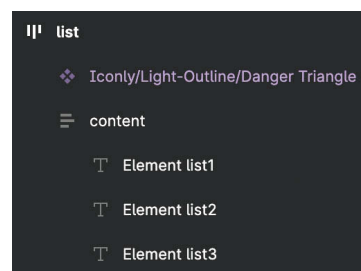 list
Iconly/Light-Outline/Danger Triangle
content
Element list1
Element list2
Element list3